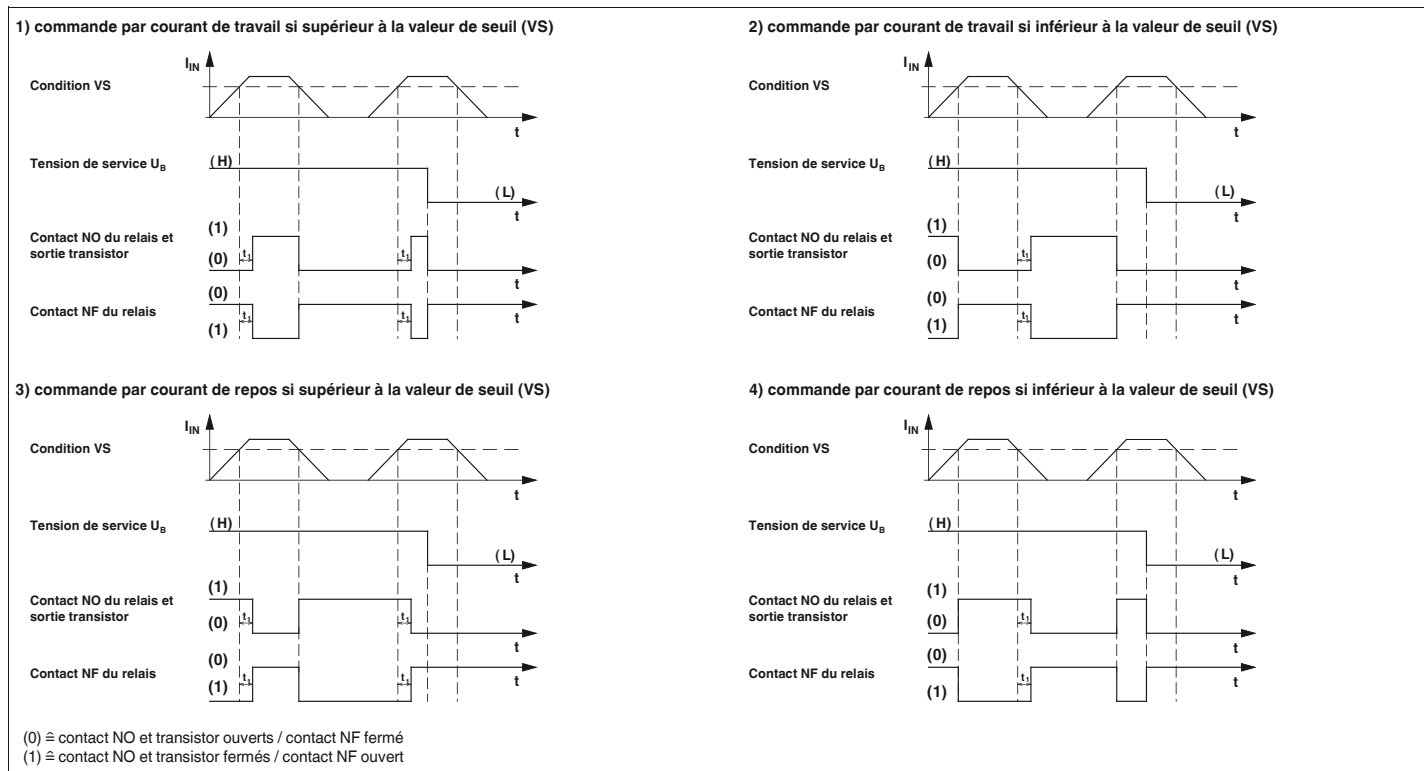 1) commande par courant de travail si supérieur à la valeur de seuil (VS)
I_IN
Condition VS
t
Tension de service U_B
(H)
(L)
t
Contact NO du relais et
sortie transistor
(1)
(0)
t₁
t₁
t
Contact NF du relais
(0)
(1)
t₁
t₁
t
2) commande par courant de travail si inférieur à la valeur de seuil (VS)
I_IN
Condition VS
t
Tension de service U_B
(H)
(L)
t
Contact NO du relais et
sortie transistor
(1)
(0)
t₁
t
Contact NF du relais
(0)
(1)
t₁
t
3) commande par courant de repos si supérieur à la valeur de seuil (VS)
I_IN
Condition VS
t
Tension de service U_B
(H)
(L)
t
Contact NO du relais et
sortie transistor
(1)
(0)
t₁
t₁
t
Contact NF du relais
(0)
(1)
t₁
t₁
t
4) commande par courant de repos si inférieur à la valeur de seuil (VS)
I_IN
Condition VS
t
Tension de service U_B
(H)
(L)
t
Contact NO du relais et
sortie transistor
(1)
(0)
t₁
t
Contact NF du relais
(0)
(1)
t₁
t
(0) ≙ contact NO et transistor ouverts / contact NF fermé
(1) ≙ contact NO et transistor fermés / contact NF ouvert